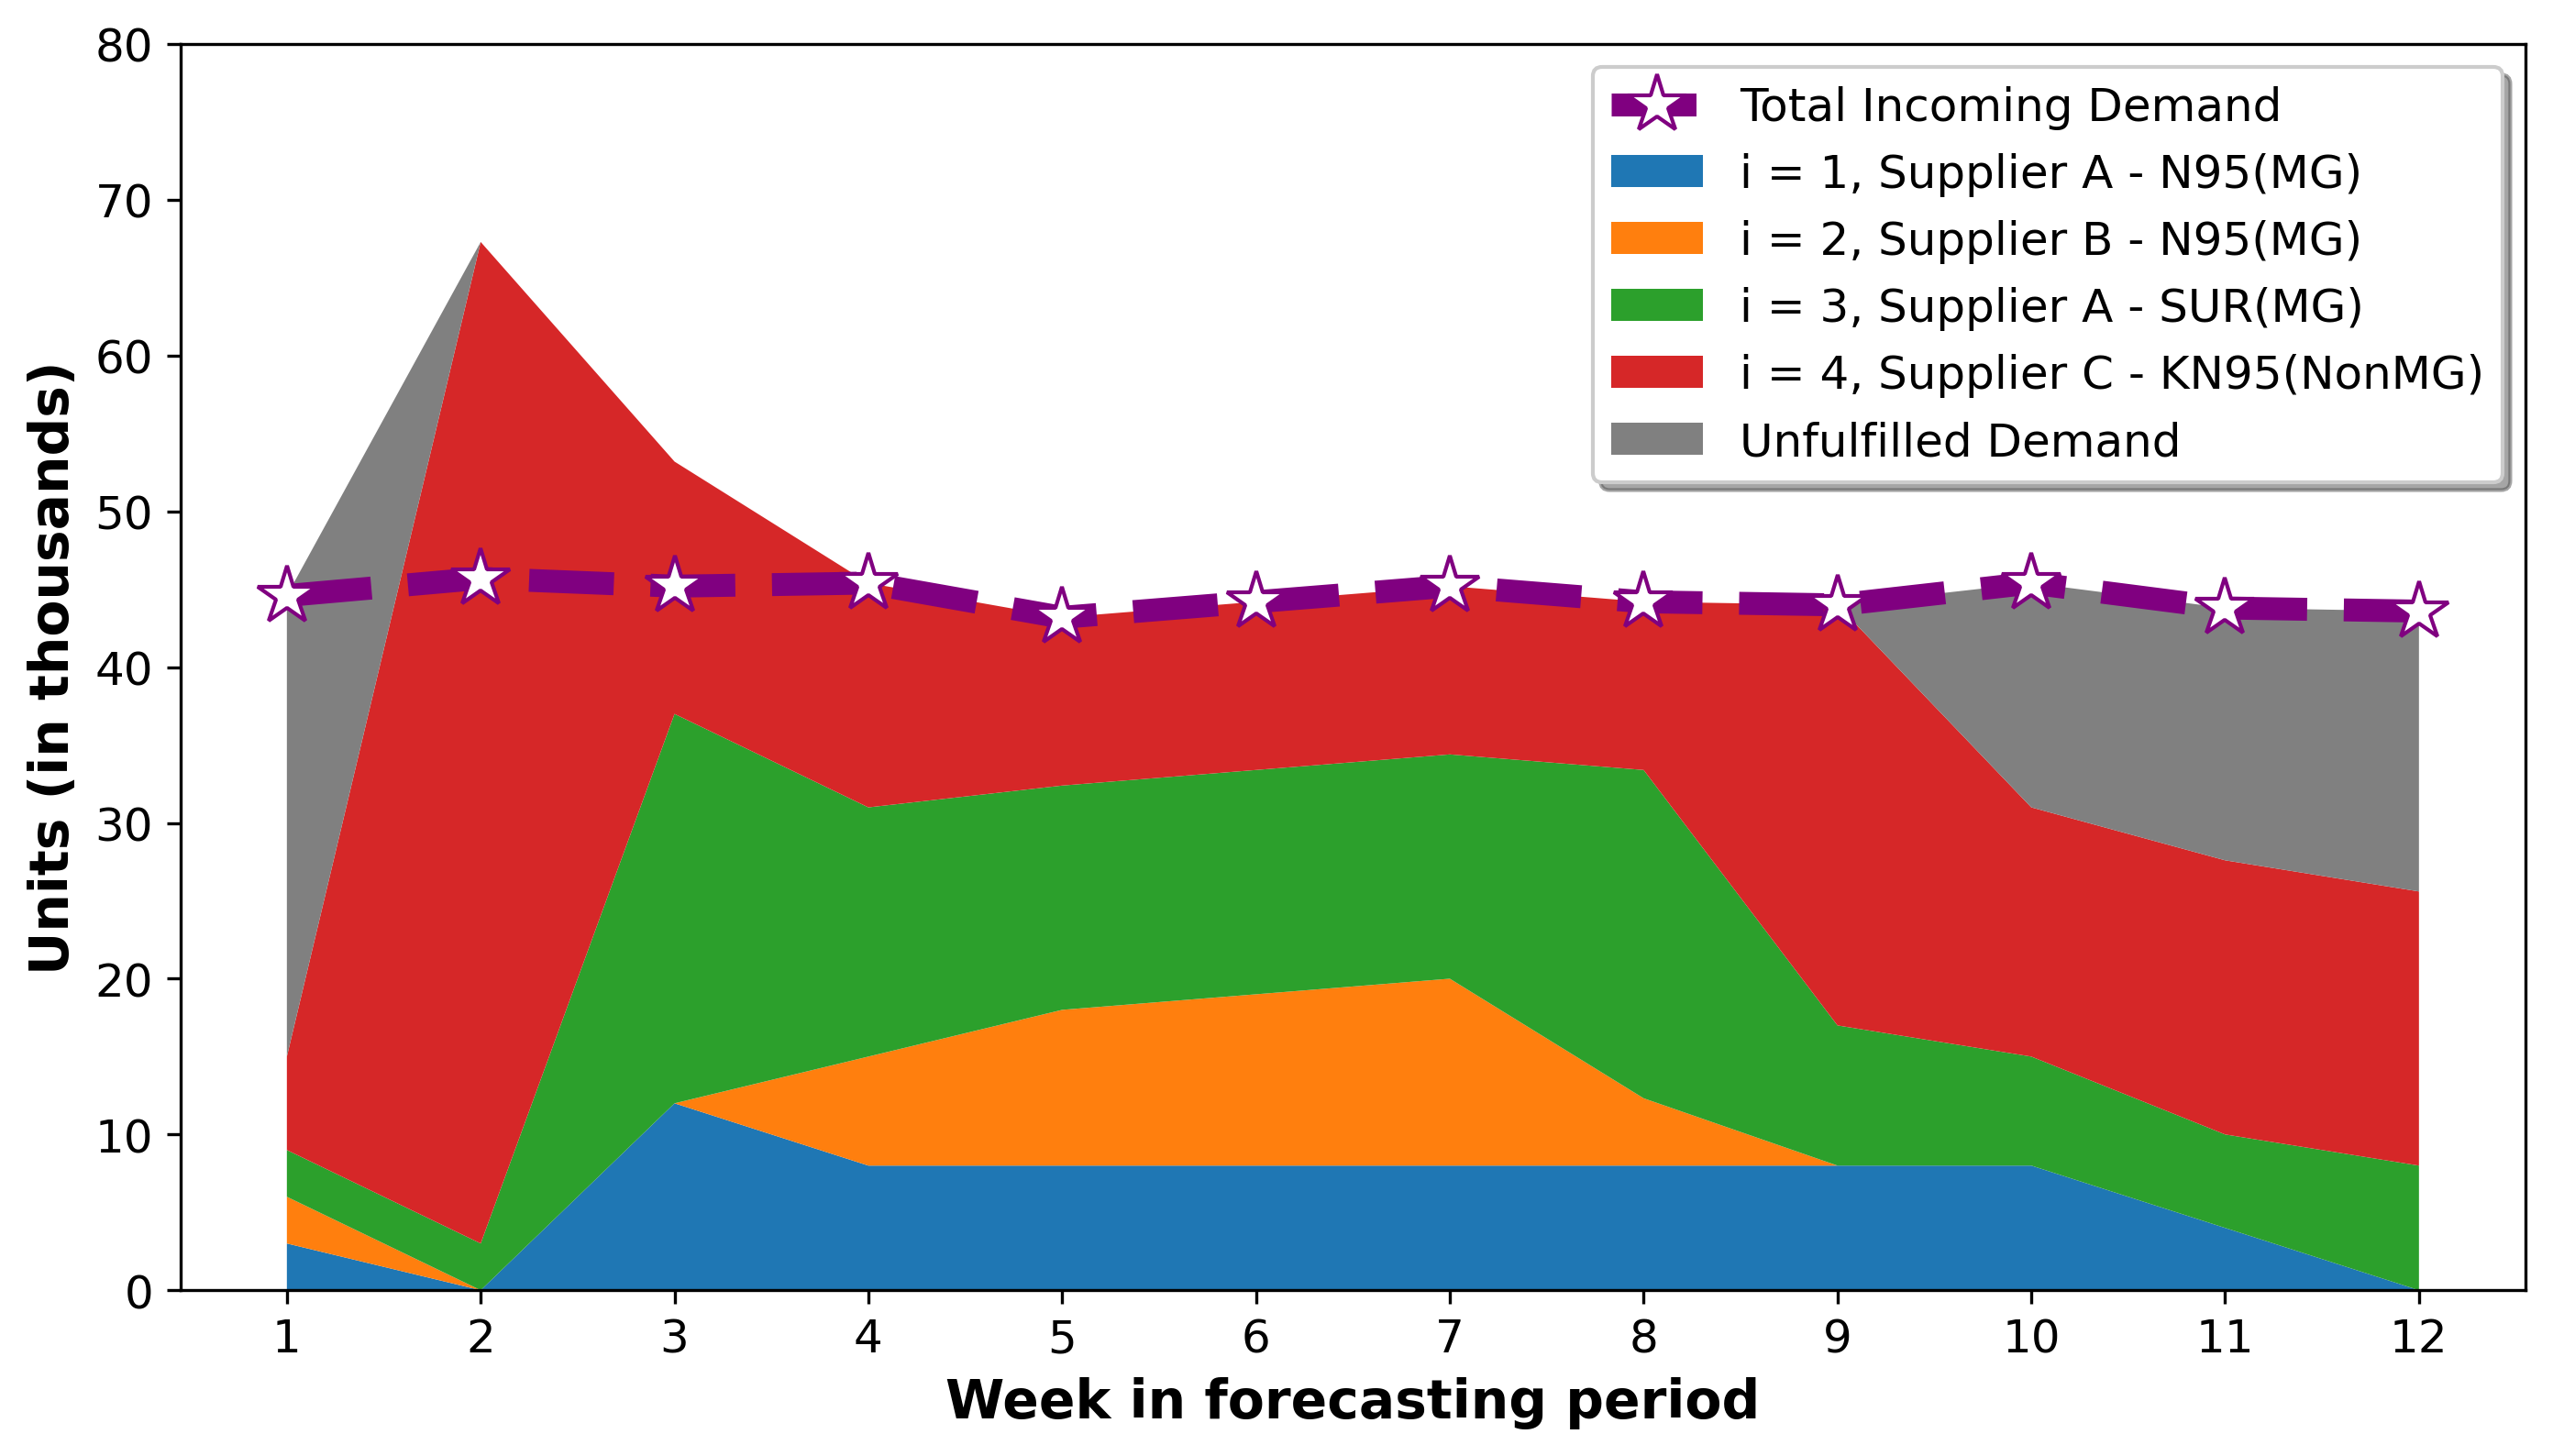 80
70
60
50
40
30
20
10
0
Units (in thousands)
Total Incoming Demand
i = 1, Supplier A - N95(MG)
i = 2, Supplier B - N95(MG)
i = 3, Supplier A - SUR(MG)
i = 4, Supplier C - KN95(NonMG)
Unfulfilled Demand
1 2 3 4 5 6 7 8 9 10 11 12
Week in forecasting period